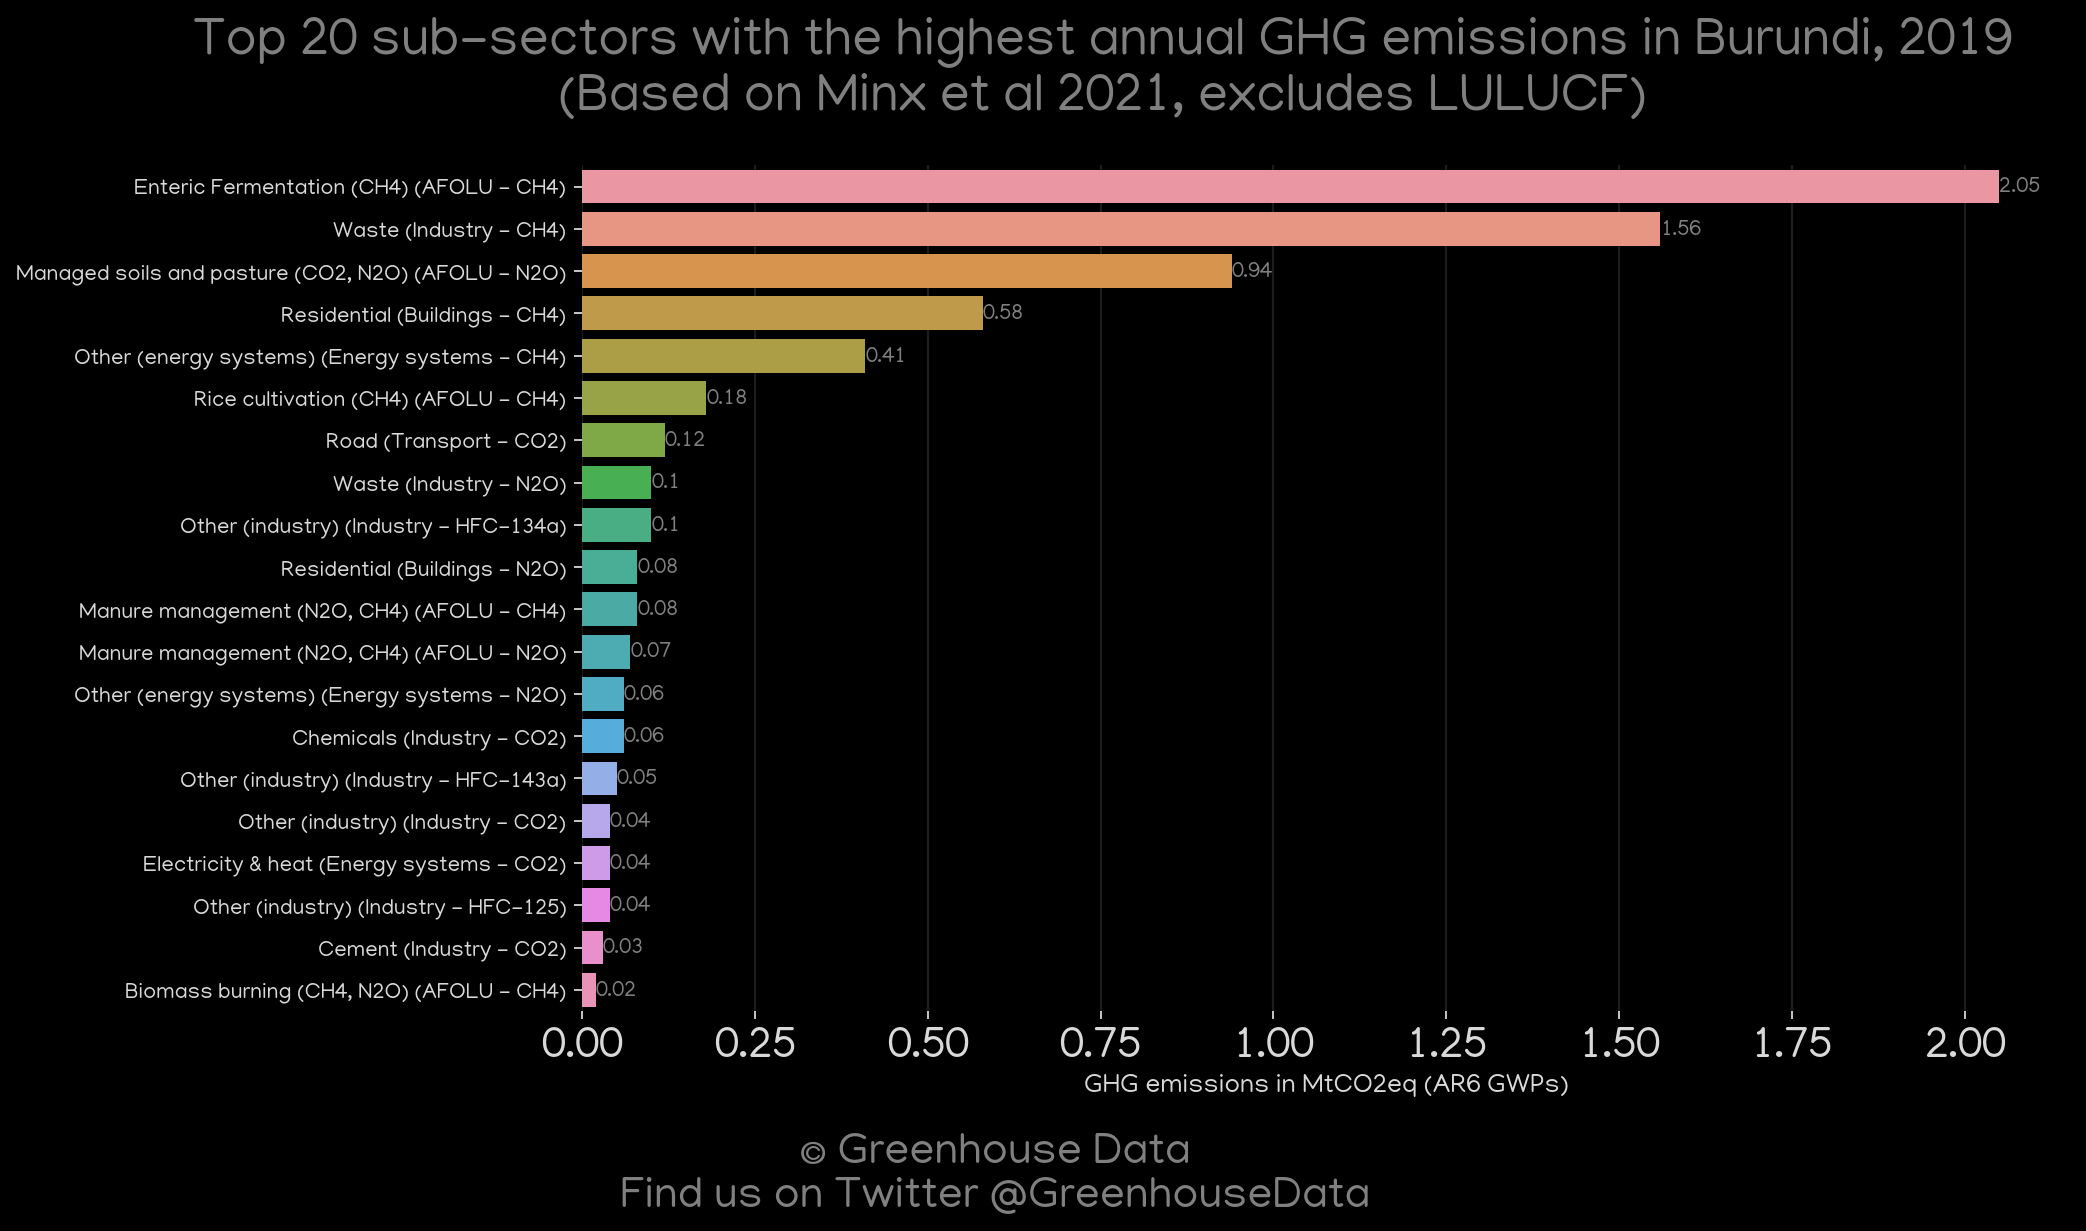 Top 20 sub-sectors with the highest annual GHG emissions in Burundi, 2019
(Based on Minx et al 2021, excludes LULUCF)
Enteric Fermentation (CH4) (AFOLU - CH4) 2.05
Waste (Industry - CH4) 1.56
Managed soils and pasture (CO2, N2O) (AFOLU - N2O) 0.94
Residential (Buildings - CH4) 0.58
Other (energy systems) (Energy systems - CH4) 0.41
Rice cultivation (CH4) (AFOLU - CH4) 0.18
Road (Transport - CO2) 0.12
Waste (Industry - N2O) 0.1
Other (industry) (Industry - HFC-134a) 0.1
Residential (Buildings - N2O) 0.08
Manure management (N2O, CH4) (AFOLU - CH4) 0.08
Manure management (N2O, CH4) (AFOLU - N2O) 0.07
Other (energy systems) (Energy systems - N2O) 0.06
Chemicals (Industry - CO2) 0.06
Other (industry) (Industry - HFC-143a) 0.05
Other (industry) (Industry - CO2) 0.04
Electricity & heat (Energy systems - CO2) 0.04
Other (industry) (Industry - HFC-125) 0.04
Cement (Industry - CO2) 0.03
Biomass burning (CH4, N2O) (AFOLU - CH4) 0.02
0.00 0.25 0.50 0.75 1.00 1.25 1.50 1.75 2.00
GHG emissions in MtCO2eq (AR6 GWPs)
© Greenhouse Data
Find us on Twitter @GreenhouseData